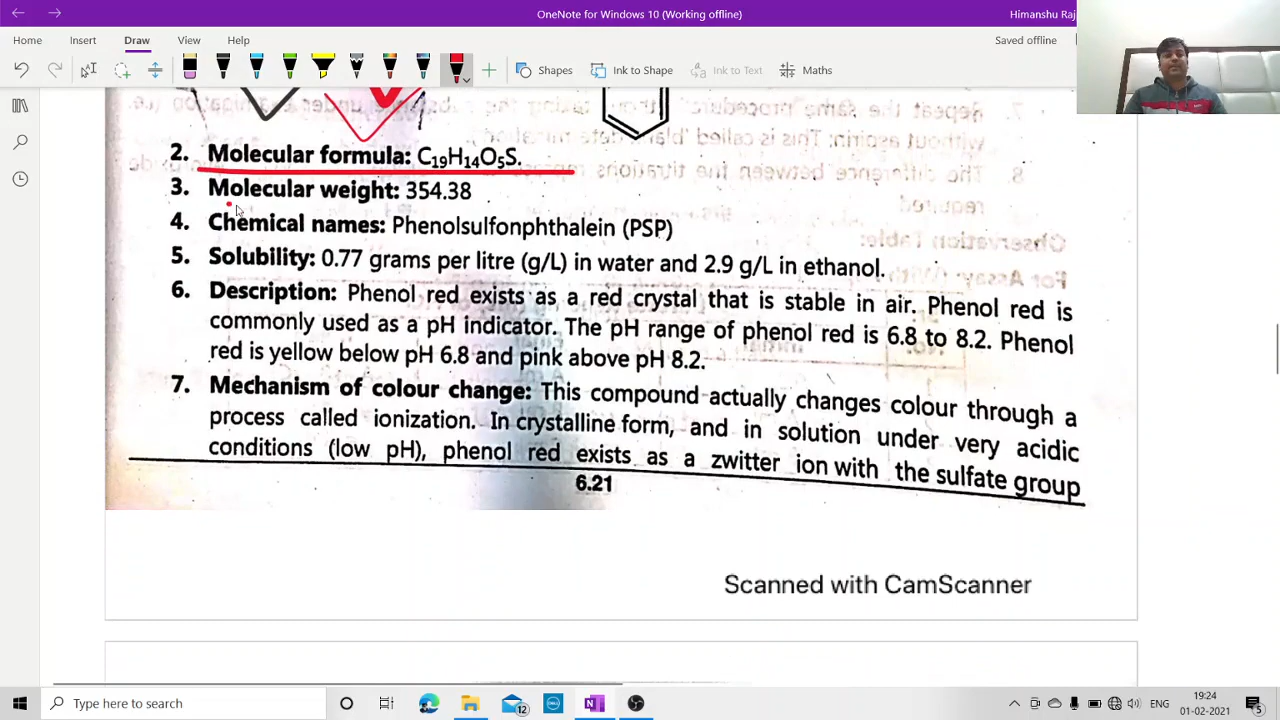 OneNote for Windows 10 (Working offline)
Himanshu Raj
Home Insert Draw View Help
Saved offline
Shapes Ink to Shape Ink to Text Maths
2. Molecular formula: C₁₉H₁₄O₅S.
3. Molecular weight: 354.38
4. Chemical names: Phenolsulfonphthalein (PSP)
5. Solubility: 0.77 grams per litre (g/L) in water and 2.9 g/L in ethanol.
6. Description: Phenol red exists as a red crystal that is stable in air. Phenol red is
commonly used as a pH indicator. The pH range of phenol red is 6.8 to 8.2. Phenol
red is yellow below pH 6.8 and pink above pH 8.2.
7. Mechanism of colour change: This compound actually changes colour through a
process called ionization. In crystalline form, and in solution under very acidic
conditions (low pH), phenol red exists as a zwitter ion with the sulfate group
6.21
Scanned with CamScanner
Type here to search
12
ENG
19:24
01-02-2021
5